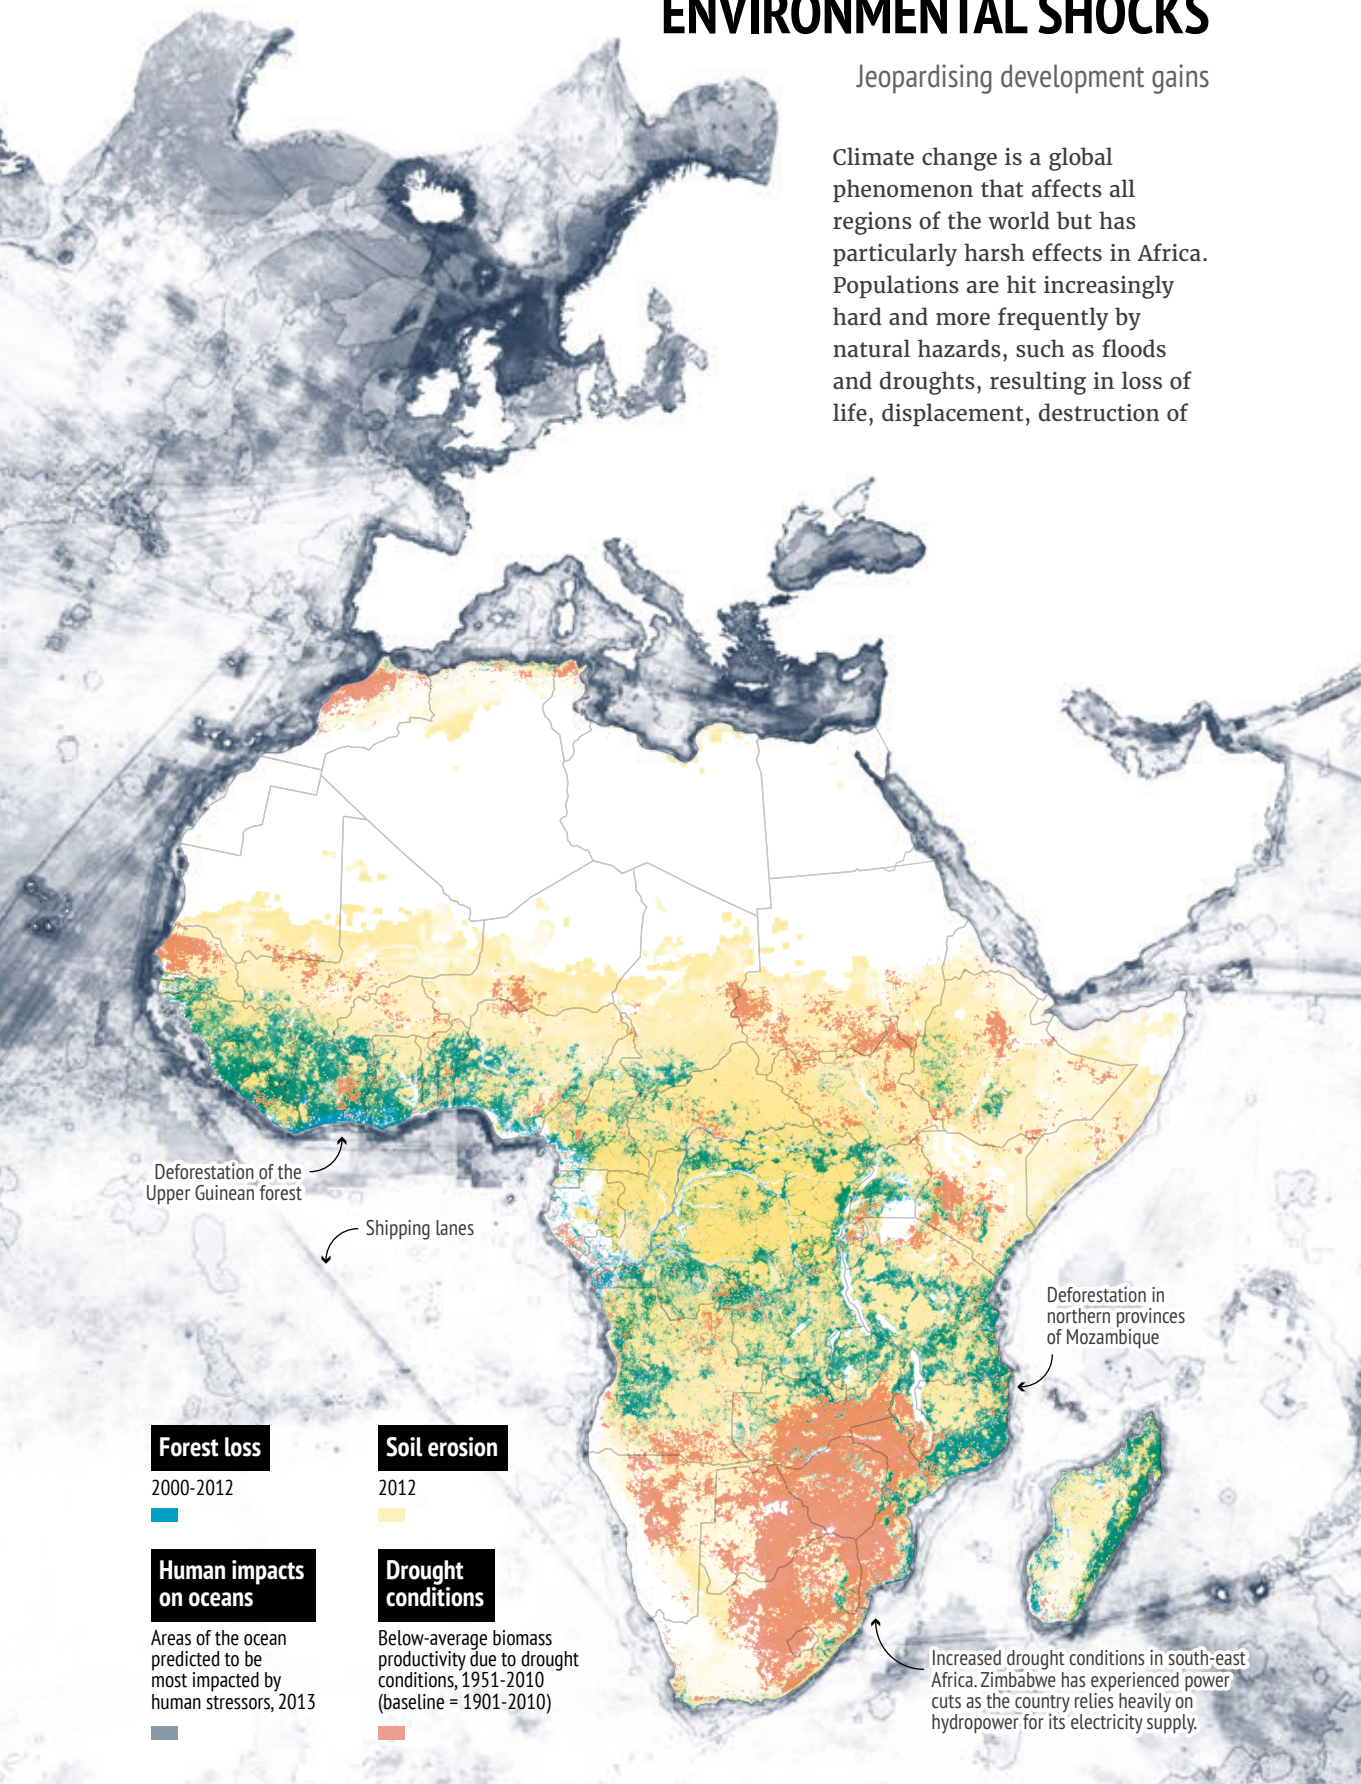 ENVIRONMENTAL SHOCKS
Jeopardising development gains
Climate change is a global
phenomenon that affects all
regions of the world but has
particularly harsh effects in Africa.
Populations are hit increasingly
hard and more frequently by
natural hazards, such as floods
and droughts, resulting in loss of
life, displacement, destruction of
Deforestation of the
Upper Guinean forest
Shipping lanes
Deforestation in
northern provinces
of Mozambique
Forest loss
2000-2012
Soil erosion
2012
Human impacts
on oceans
Areas of the ocean
predicted to be
most impacted by
human stressors, 2013
Drought
conditions
Below-average biomass
productivity due to drought
conditions, 1951-2010
(baseline = 1901-2010)
Increased drought conditions in south-east
Africa. Zimbabwe has experienced power
cuts as the country relies heavily on
hydropower for its electricity supply.